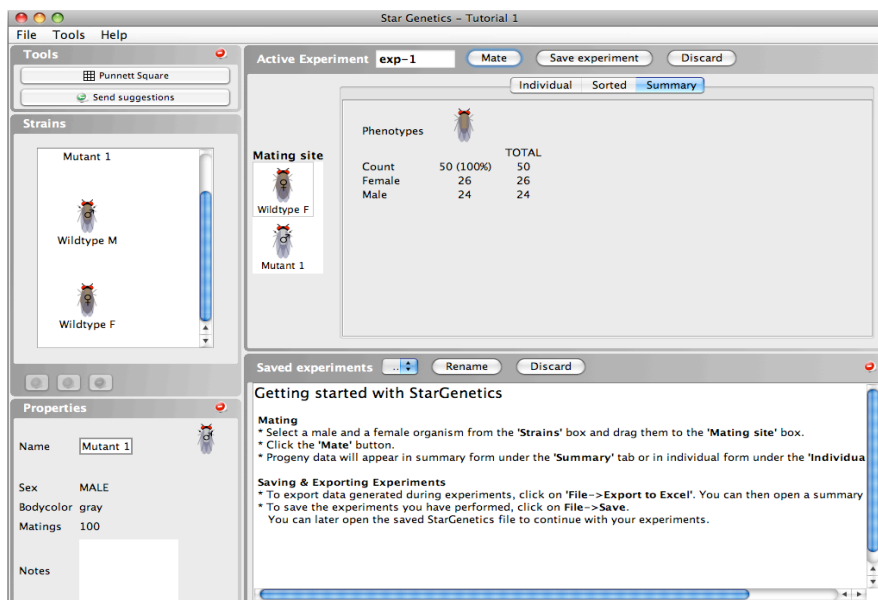 Star Genetics – Tutorial 1
File Tools Help
Tools
Punnett Square
Send suggestions
Strains
Mutant 1
Wildtype M
Wildtype F
Properties
Name Mutant 1
Sex MALE
Bodycolor gray
Matings 100
Notes
Active Experiment exp-1 Mate Save experiment Discard
Individual Sorted Summary
Mating site
Wildtype F
Mutant 1
Phenotypes
TOTAL
Count 50 (100%) 50
Female 26 26
Male 24 24
Saved experiments .. Rename Discard
Getting started with StarGenetics
Mating
* Select a male and a female organism from the 'Strains' box and drag them to the 'Mating site' box.
* Click the 'Mate' button.
* Progeny data will appear in summary form under the 'Summary' tab or in individual form under the 'Individua
Saving & Exporting Experiments
* To export data generated during experiments, click on 'File->Export to Excel'. You can then open a summary
* To save the experiments you have performed, click on File->Save.
You can later open the saved StarGenetics file to continue with your experiments.